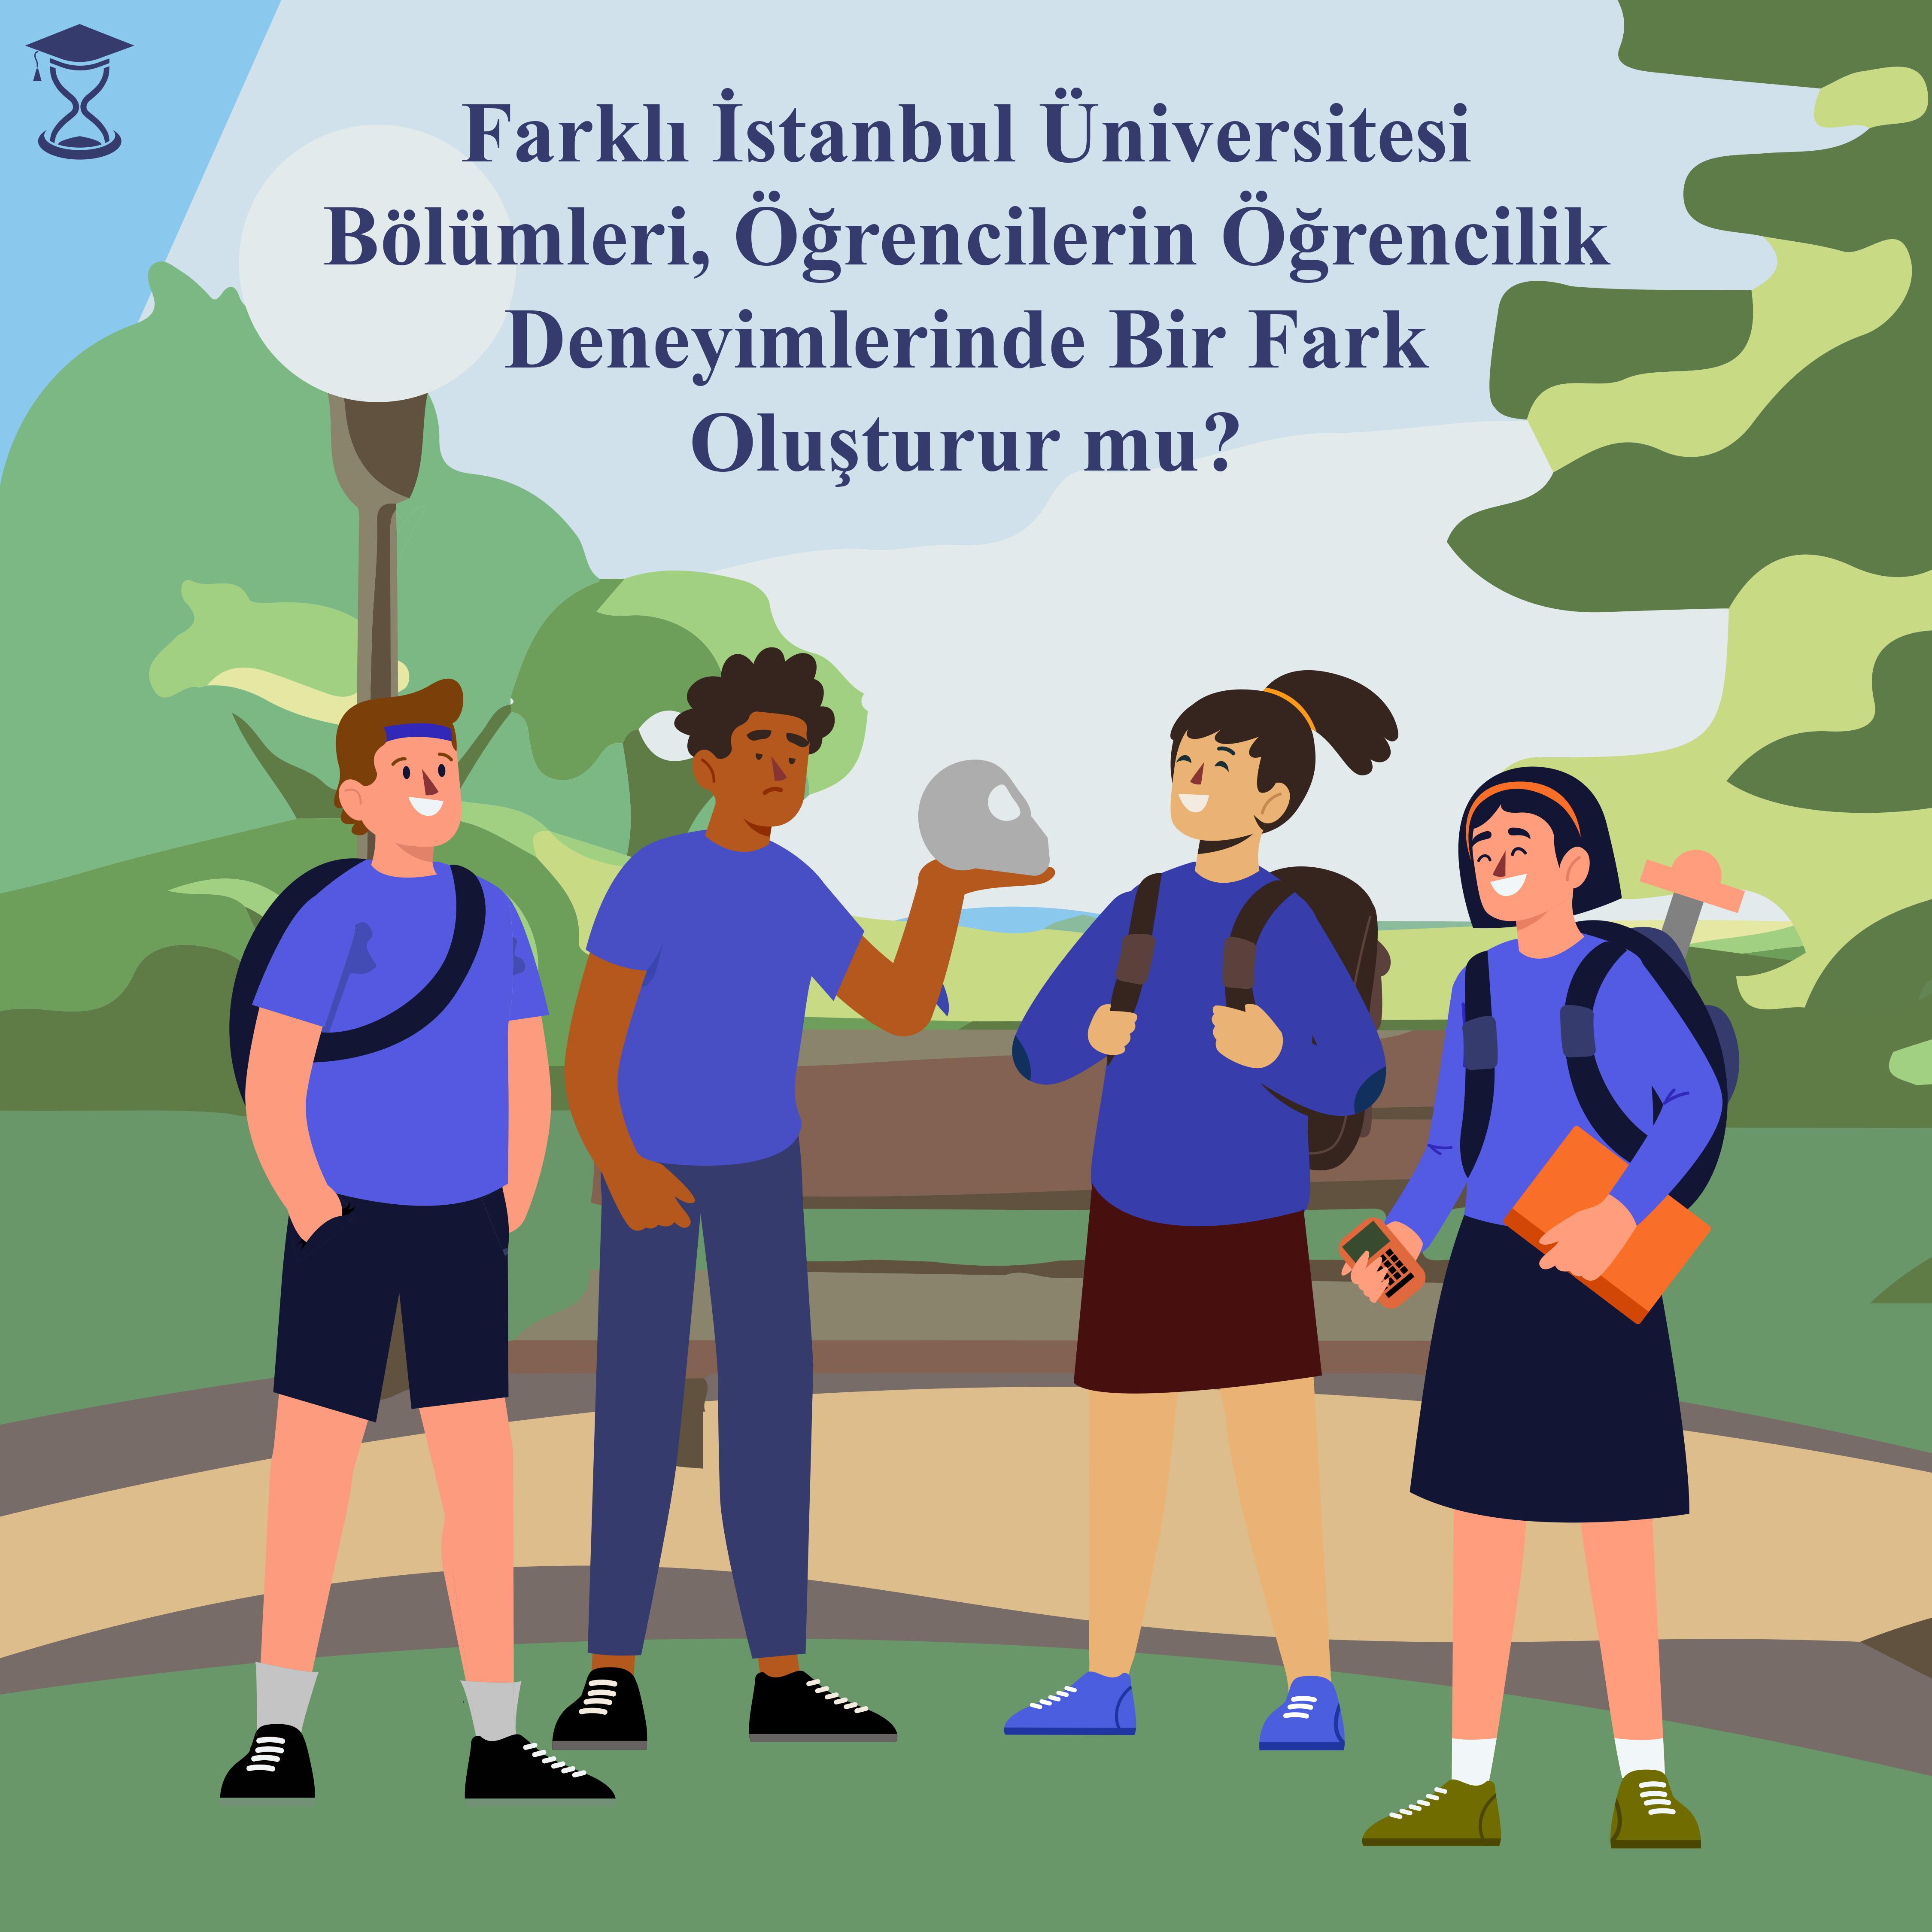 Farklı İstanbul Üniversitesi
Bölümleri, Öğrencilerin Öğrencilik
Deneyimlerinde Bir Fark
Oluşturur mu?